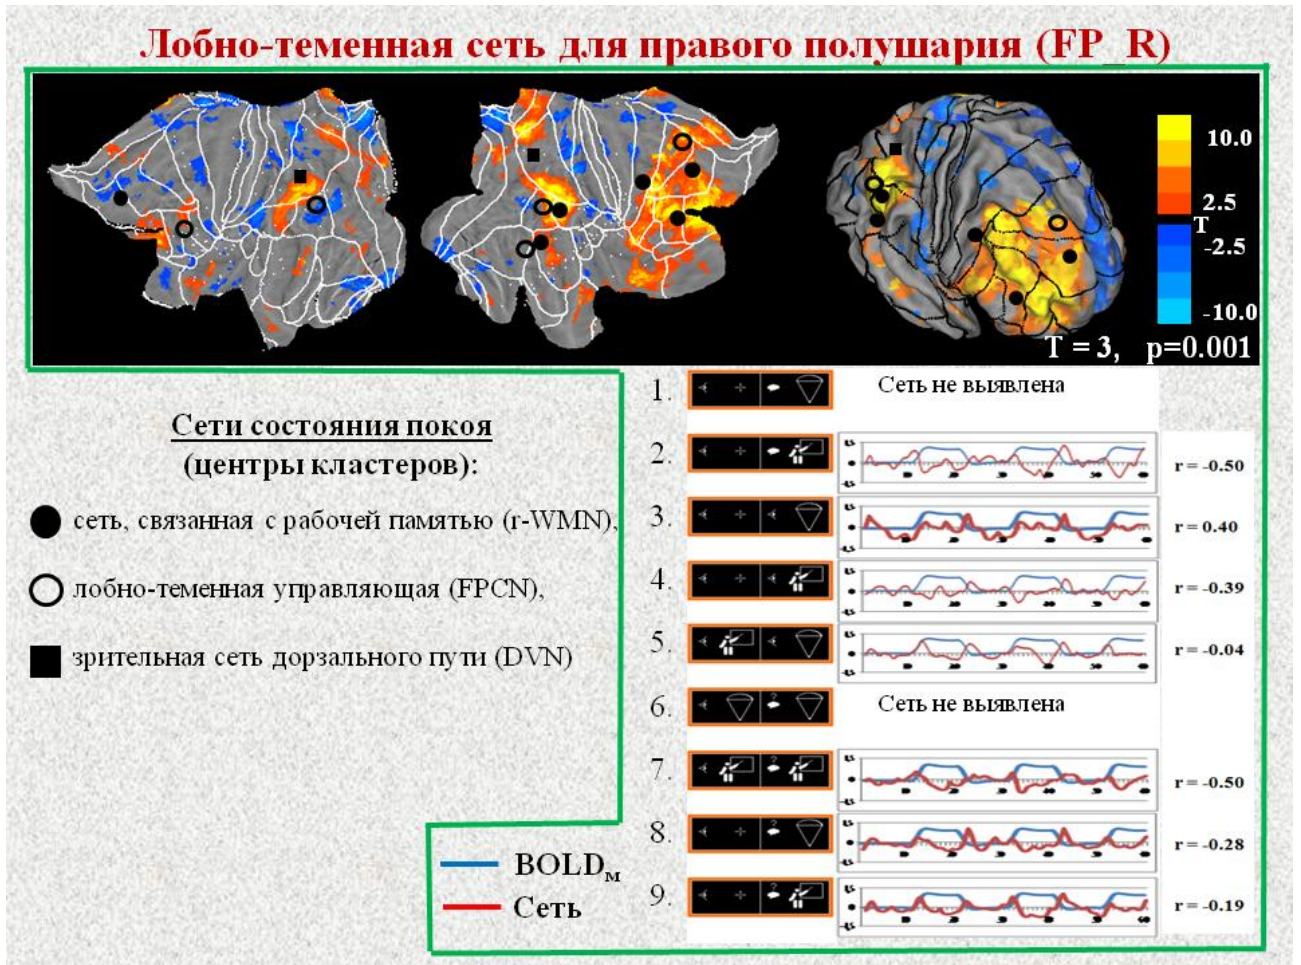 Лобно-теменная сеть для правого полушария (FP_R)
10.0
2.5
T
-2.5
-10.0
T = 3, p=0.001
Сети состояния покоя
(центры кластеров):
сеть, связанная с рабочей памятью (r-WMN),
лобно-теменная управляющая (FPCN),
зрительная сеть дорзального пути (DVN)
1. Сеть не выявлена
2. r = -0.50
3. r = 0.40
4. r = -0.39
5. r = -0.04
6. Сеть не выявлена
7. r = -0.50
8. r = -0.28
9. r = -0.19
BOLDм
Сеть